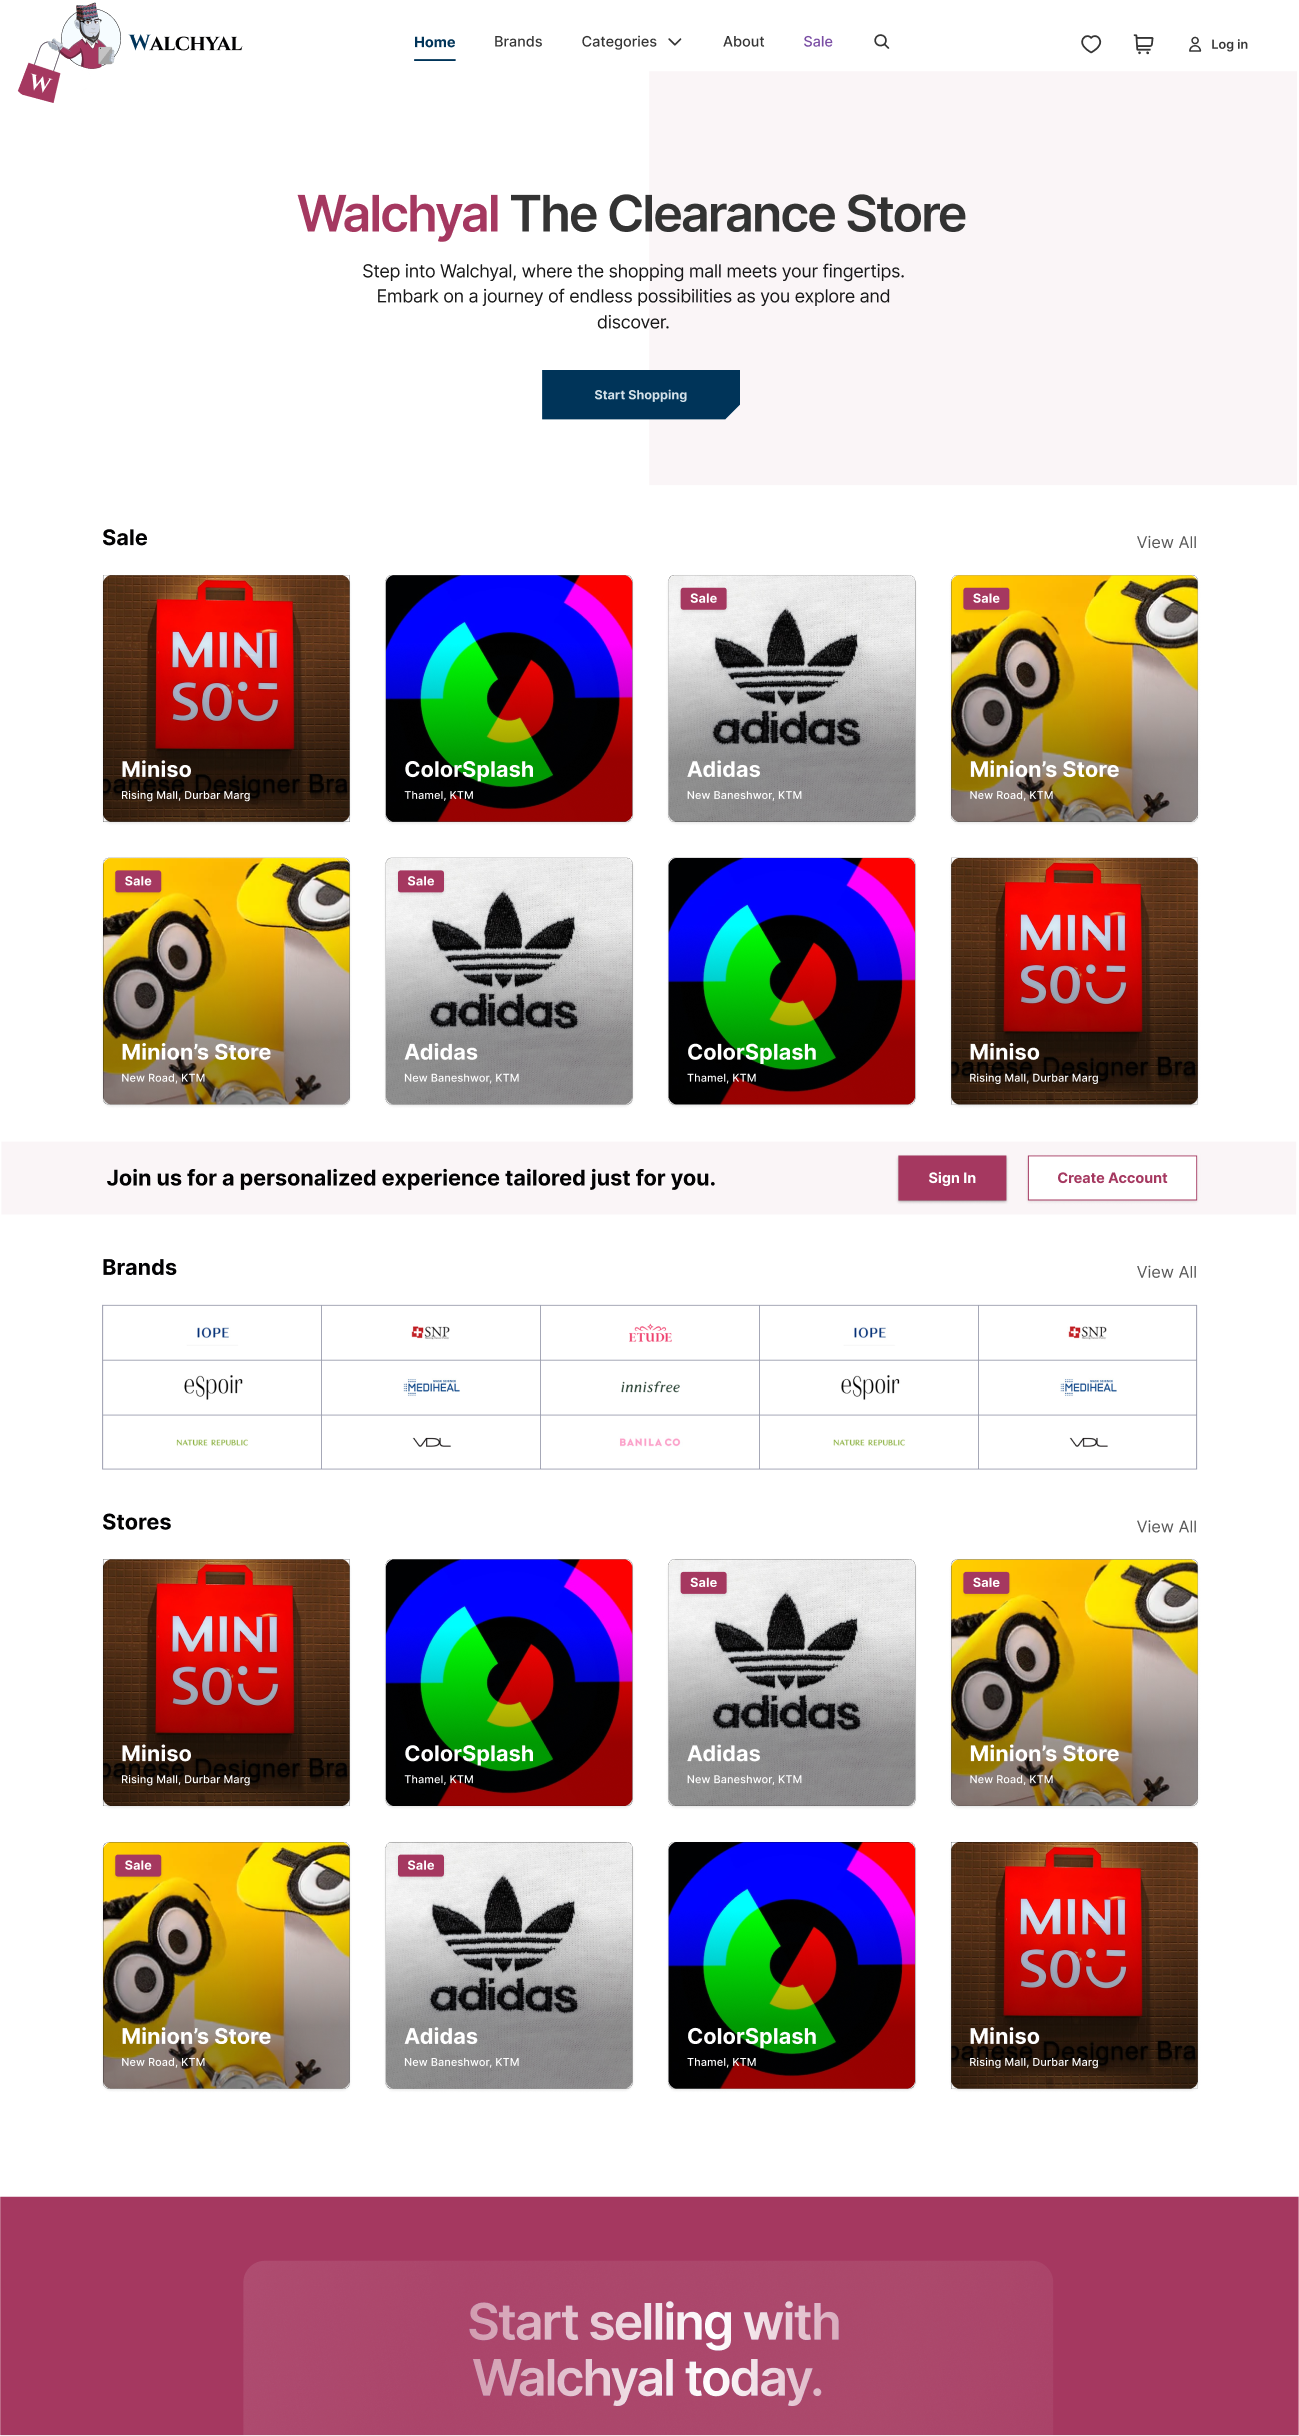 W
WALCHYAL
Home
Brands
Categories
About
Sale
Log in
Walchyal The Clearance Store
Step into Walchyal, where the shopping mall meets your fingertips.
Embark on a journey of endless possibilities as you explore and
discover.
Start Shopping
Sale
View All
MINI
SO
Miniso
Rising Mall, Durbar Marg
ColorSplash
Thamel, KTM
Sale
adidas
Adidas
New Baneshwor, KTM
Sale
Minion's Store
New Road, KTM
Sale
Minion's Store
New Road, KTM
Sale
adidas
Adidas
New Baneshwor, KTM
ColorSplash
Thamel, KTM
MINI
SO
Miniso
Rising Mall, Durbar Marg
Join us for a personalized experience tailored just for you.
Sign In
Create Account
Brands
View All
IOPE
SNP
ETUDE
IOPE
SNP
eSpoir
MEDIHEAL
innisfree
eSpoir
MEDIHEAL
NATURE REPUBLIC
VDL
BANILA CO
NATURE REPUBLIC
VDL
Stores
View All
MINI
SO
Miniso
Rising Mall, Durbar Marg
ColorSplash
Thamel, KTM
Sale
adidas
Adidas
New Baneshwor, KTM
Sale
Minion's Store
New Road, KTM
Sale
Minion's Store
New Road, KTM
Sale
adidas
Adidas
New Baneshwor, KTM
ColorSplash
Thamel, KTM
MINI
SO
Miniso
Rising Mall, Durbar Marg
Start selling with
Walchyal today.